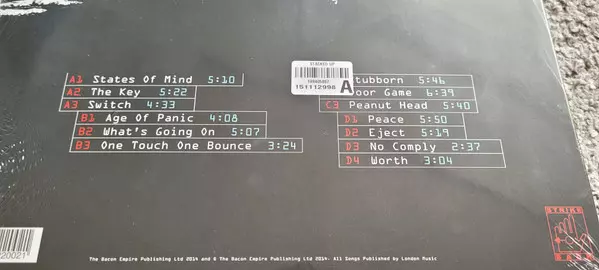 STACKED UP
151112998 A
A1 States Of Mind 5:10
A2 The Key 5:22
A3 Switch 4:33
B1 Age Of Panic 4:08
B2 What's Going On 5:07
B3 One Touch One Bounce 3:24
Stubborn 5:46
oor Game 6:39
C3 Peanut Head 5:40
D1 Peace 5:50
D2 Eject 5:19
D3 No Comply 2:37
D4 Worth 3:04
STRIKE
BACK
20021
The Bacon Empire Publishing Ltd 2014 and © The Bacon Empire Publishing Ltd 2014. All Songs Published by London Music